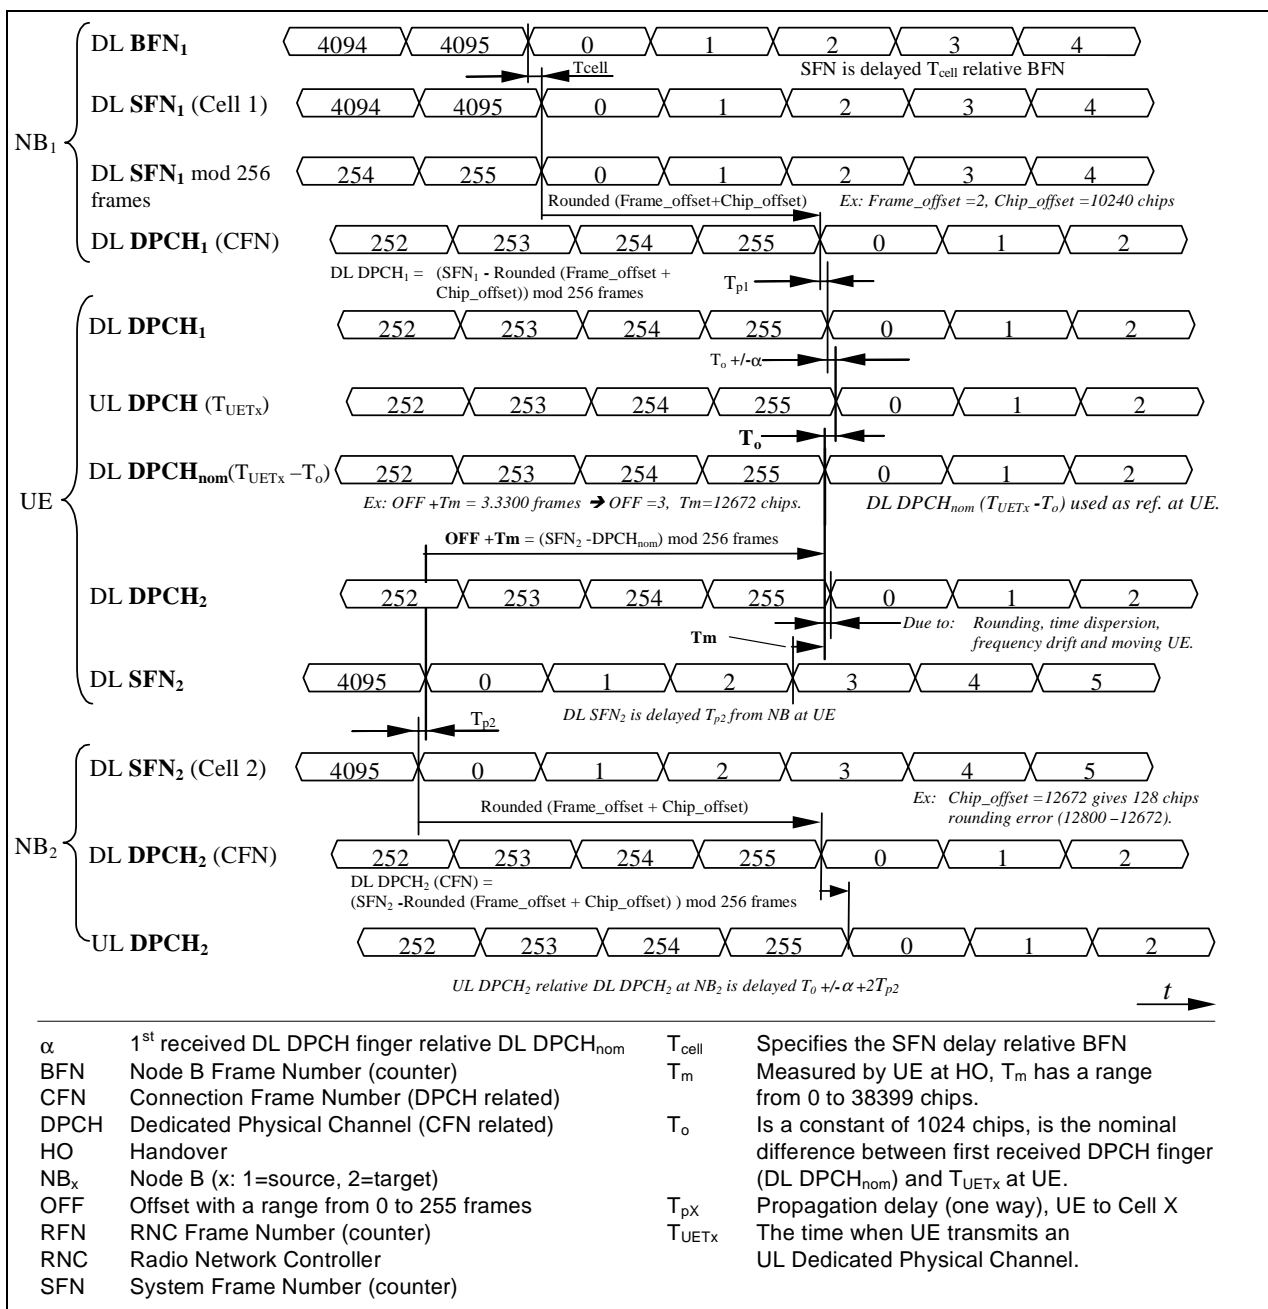 DL BFN1 4094 4095 0 1 2 3 4
Tcell SFN is delayed Tcell relative BFN
DL SFN1 (Cell 1) 4094 4095 0 1 2 3 4
NB1
DL SFN1 mod 256 frames 254 255 0 1 2 3 4
Rounded (Frame_offset+Chip_offset) Ex: Frame_offset =2, Chip_offset =10240 chips
DL DPCH1 (CFN) 252 253 254 255 0 1 2
DL DPCH1 = (SFN1 - Rounded (Frame_offset +
Chip_offset)) mod 256 frames
Tp1
DL DPCH1 252 253 254 255 0 1 2
To +/-α
UL DPCH (TUETx) 252 253 254 255 0 1 2
To
DL DPCHnom(TUETx –To) 252 253 254 255 0 1 2
UE
Ex: OFF +Tm = 3.3300 frames ➔ OFF =3, Tm=12672 chips. DL DPCHnom (TUETx -To) used as ref. at UE.
OFF +Tm = (SFN2 -DPCHnom) mod 256 frames
DL DPCH2 252 253 254 255 0 1 2
Due to: Rounding, time dispersion,
frequency drift and moving UE.
Tm
DL SFN2 4095 0 1 2 3 4 5
DL SFN2 is delayed Tp2 from NB at UE
Tp2
DL SFN2 (Cell 2) 4095 0 1 2 3 4 5
Rounded (Frame_offset + Chip_offset)
Ex: Chip_offset =12672 gives 128 chips
rounding error (12800 –12672).
NB2
DL DPCH2 (CFN) 252 253 254 255 0 1 2
DL DPCH2 (CFN) =
(SFN2 -Rounded (Frame_offset + Chip_offset) ) mod 256 frames
UL DPCH2 252 253 254 255 0 1 2
UL DPCH2 relative DL DPCH2 at NB2 is delayed T0 +/-α +2Tp2
t
α 1st received DL DPCH finger relative DL DPCHnom
BFN Node B Frame Number (counter)
CFN Connection Frame Number (DPCH related)
DPCH Dedicated Physical Channel (CFN related)
HO Handover
NBx Node B (x: 1=source, 2=target)
OFF Offset with a range from 0 to 255 frames
RFN RNC Frame Number (counter)
RNC Radio Network Controller
SFN System Frame Number (counter)
Tcell Specifies the SFN delay relative BFN
Tm Measured by UE at HO, Tm has a range
from 0 to 38399 chips.
To Is a constant of 1024 chips, is the nominal
difference between first received DPCH finger
(DL DPCHnom) and TUETx at UE.
TpX Propagation delay (one way), UE to Cell X
TUETx The time when UE transmits an
UL Dedicated Physical Channel.